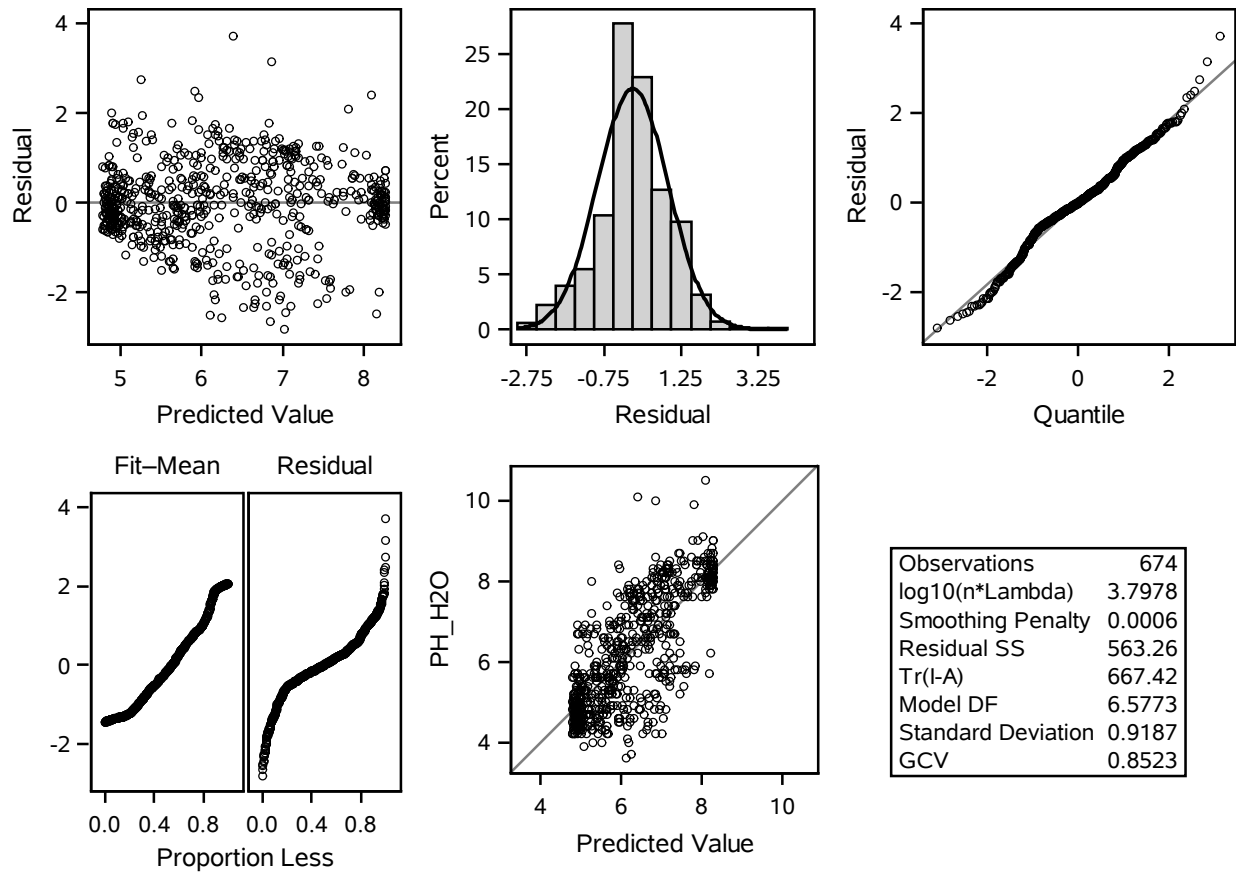 4
2
0
-2
Residual
5 6 7 8
Predicted Value
25
20
15
10
5
0
Percent
-2.75 -0.75 1.25 3.25
Residual
4
2
0
-2
Residual
-2 0 2
Quantile
Fit–Mean Residual
4
2
0
-2
0.0 0.4 0.8 0.0 0.4 0.8
Proportion Less
10
8
6
4
PH_H2O
4 6 8 10
Predicted Value
Observations 674
log10(n*Lambda) 3.7978
Smoothing Penalty 0.0006
Residual SS 563.26
Tr(I-A) 667.42
Model DF 6.5773
Standard Deviation 0.9187
GCV 0.8523